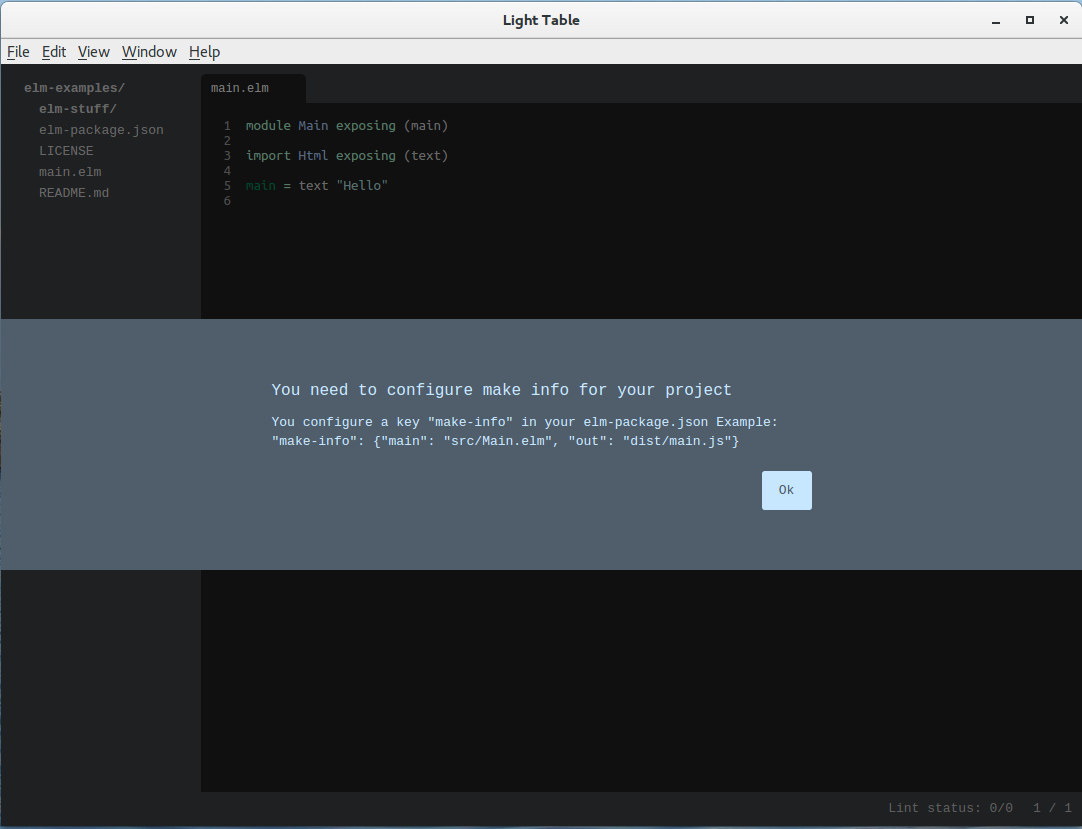 Light Table
File Edit View Window Help
elm-examples/
elm-stuff/
elm-package.json
LICENSE
main.elm
README.md
main.elm
1 module Main exposing (main)
2
3 import Html exposing (text)
4
5 main = text "Hello"
6
You need to configure make info for your project
You configure a key "make-info" in your elm-package.json Example:
"make-info": {"main": "src/Main.elm", "out": "dist/main.js"}
Ok
Lint status: 0/0 1 / 1